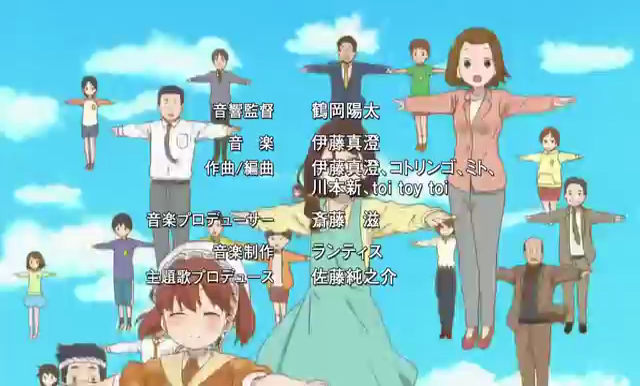 音響監督 鶴岡陽太
音 楽 伊藤真澄
作曲/編曲 伊藤真澄、コトリンゴ、ミト、
川本新、toi toy toi
音楽プロデューサー 斎藤 滋
音楽制作 ランティス
主題歌プロデュース 佐藤純之介